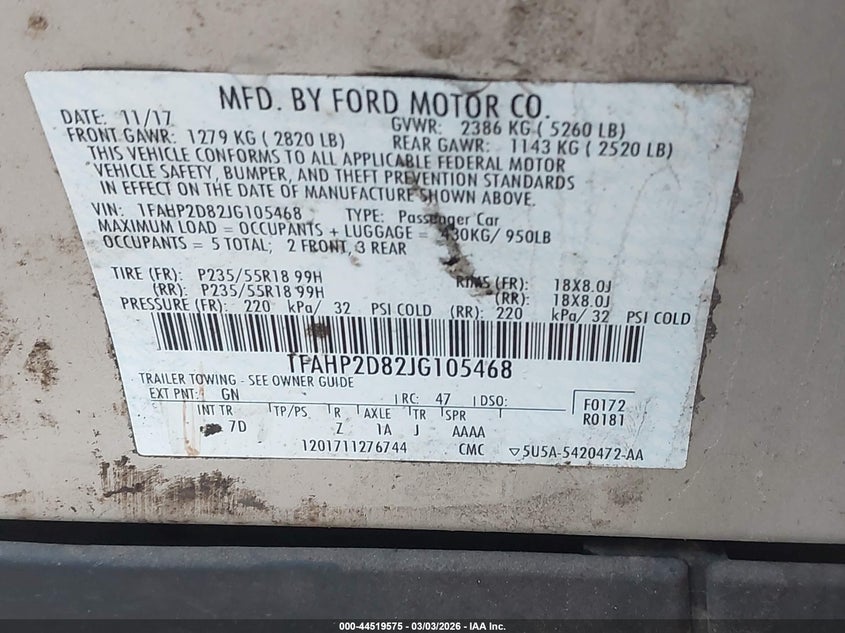 MFD. BY FORD MOTOR CO.
DATE: 11/17 GVWR: 2386 KG ( 5260 LB)
FRONT GAWR: 1279 KG ( 2820 LB) REAR GAWR: 1143 KG ( 2520 LB)
THIS VEHICLE CONFORMS TO ALL APPLICABLE FEDERAL MOTOR
VEHICLE SAFETY, BUMPER, AND THEFT PREVENTION STANDARDS
IN EFFECT ON THE DATE OF MANUFACTURE SHOWN ABOVE.
VIN: 1FAHP2D82JG105468 TYPE: Passenger Car
MAXIMUM LOAD = OCCUPANTS + LUGGAGE = 430KG/ 950LB
OCCUPANTS = 5 TOTAL; 2 FRONT, 3 REAR
TIRE (FR): P235/55R18 99H RIMS (FR): 18X8.0J
(RR): P235/55R18 99H (RR): 18X8.0J
PRESSURE (FR): 220 kPa/ 32 PSI COLD (RR): 220 kPa/ 32 PSI COLD
1FAHP2D82JG105468
TRAILER TOWING - SEE OWNER GUIDE
EXT PNT: GN RC: 47 DSO: F0172
INT TR TP/PS R AXLE TR SPR R0181
7D Z 1A J AAAA
1201711276744 CMC ▽5U5A-5420472-AA
000-44519575 | 03/03/2026 | IAA Inc.